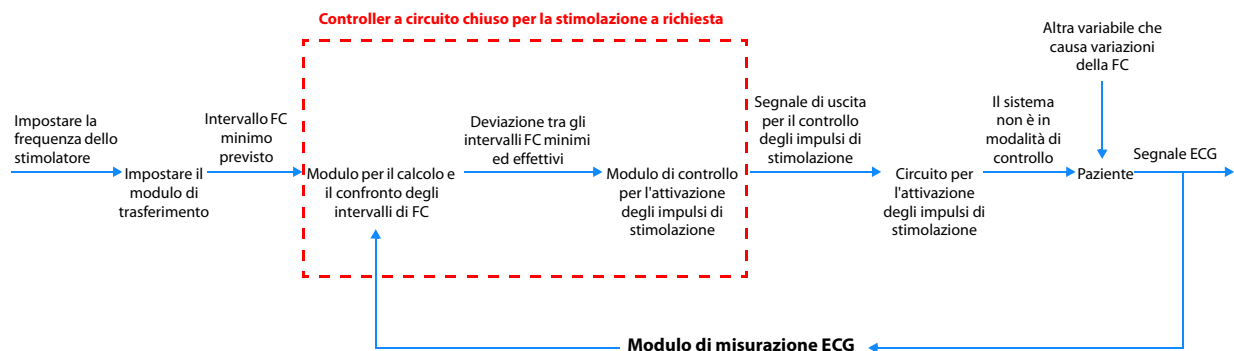 Controller a circuito chiuso per la stimolazione a richiesta
Altra variabile che
causa variazioni
della FC
Impostare la
frequenza dello
stimolatore
Impostare il
modulo di
trasferimento
Intervallo FC
minimo
previsto
Modulo per il calcolo e
il confronto degli
intervalli di FC
Deviazione tra gli
intervalli FC minimi
ed effettivi
Modulo di controllo
per l'attivazione
degli impulsi di
stimolazione
Segnale di uscita
per il controllo
degli impulsi di
stimolazione
Circuito per
l'attivazione
degli impulsi di
stimolazione
Il sistema
non è in
modalità di
controllo
Paziente
Segnale ECG
Modulo di misurazione ECG